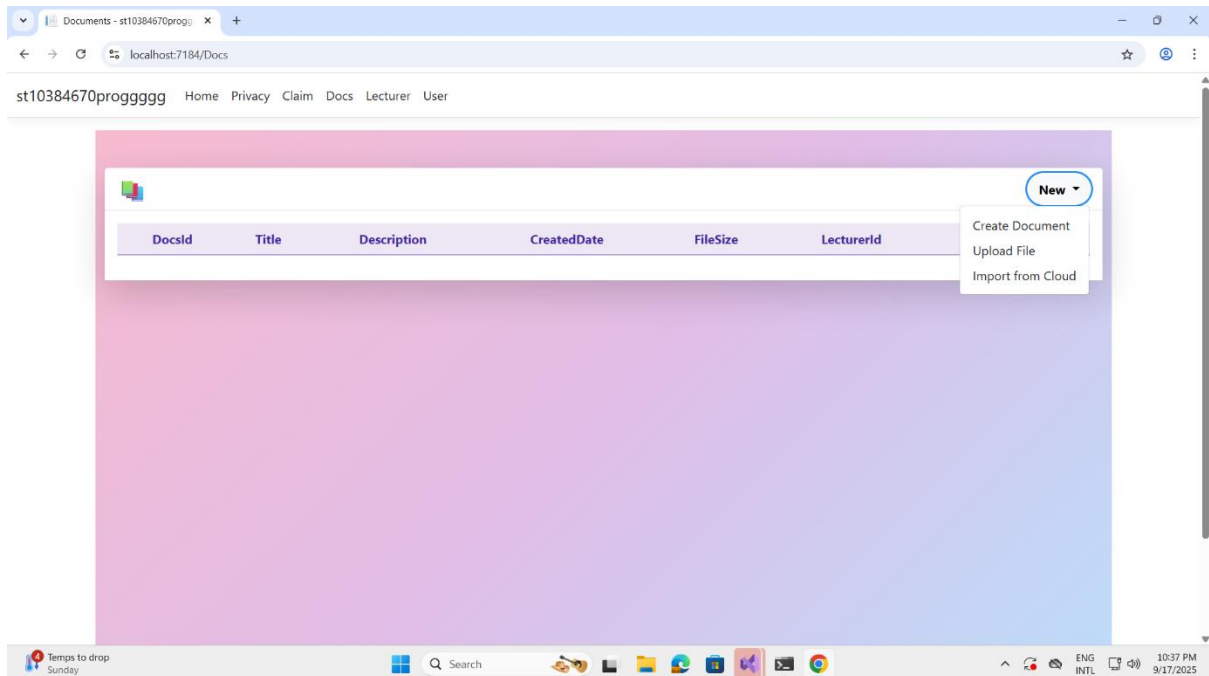 Documents - st10384670progg
localhost:7184/Docs
st10384670proggggg Home Privacy Claim Docs Lecturer User
New
DocsId Title Description CreatedDate FileSize LecturerId
Create Document
Upload File
Import from Cloud
4
Temps to drop
Sunday
Search
ENG
INTL
10:37 PM
9/17/2025